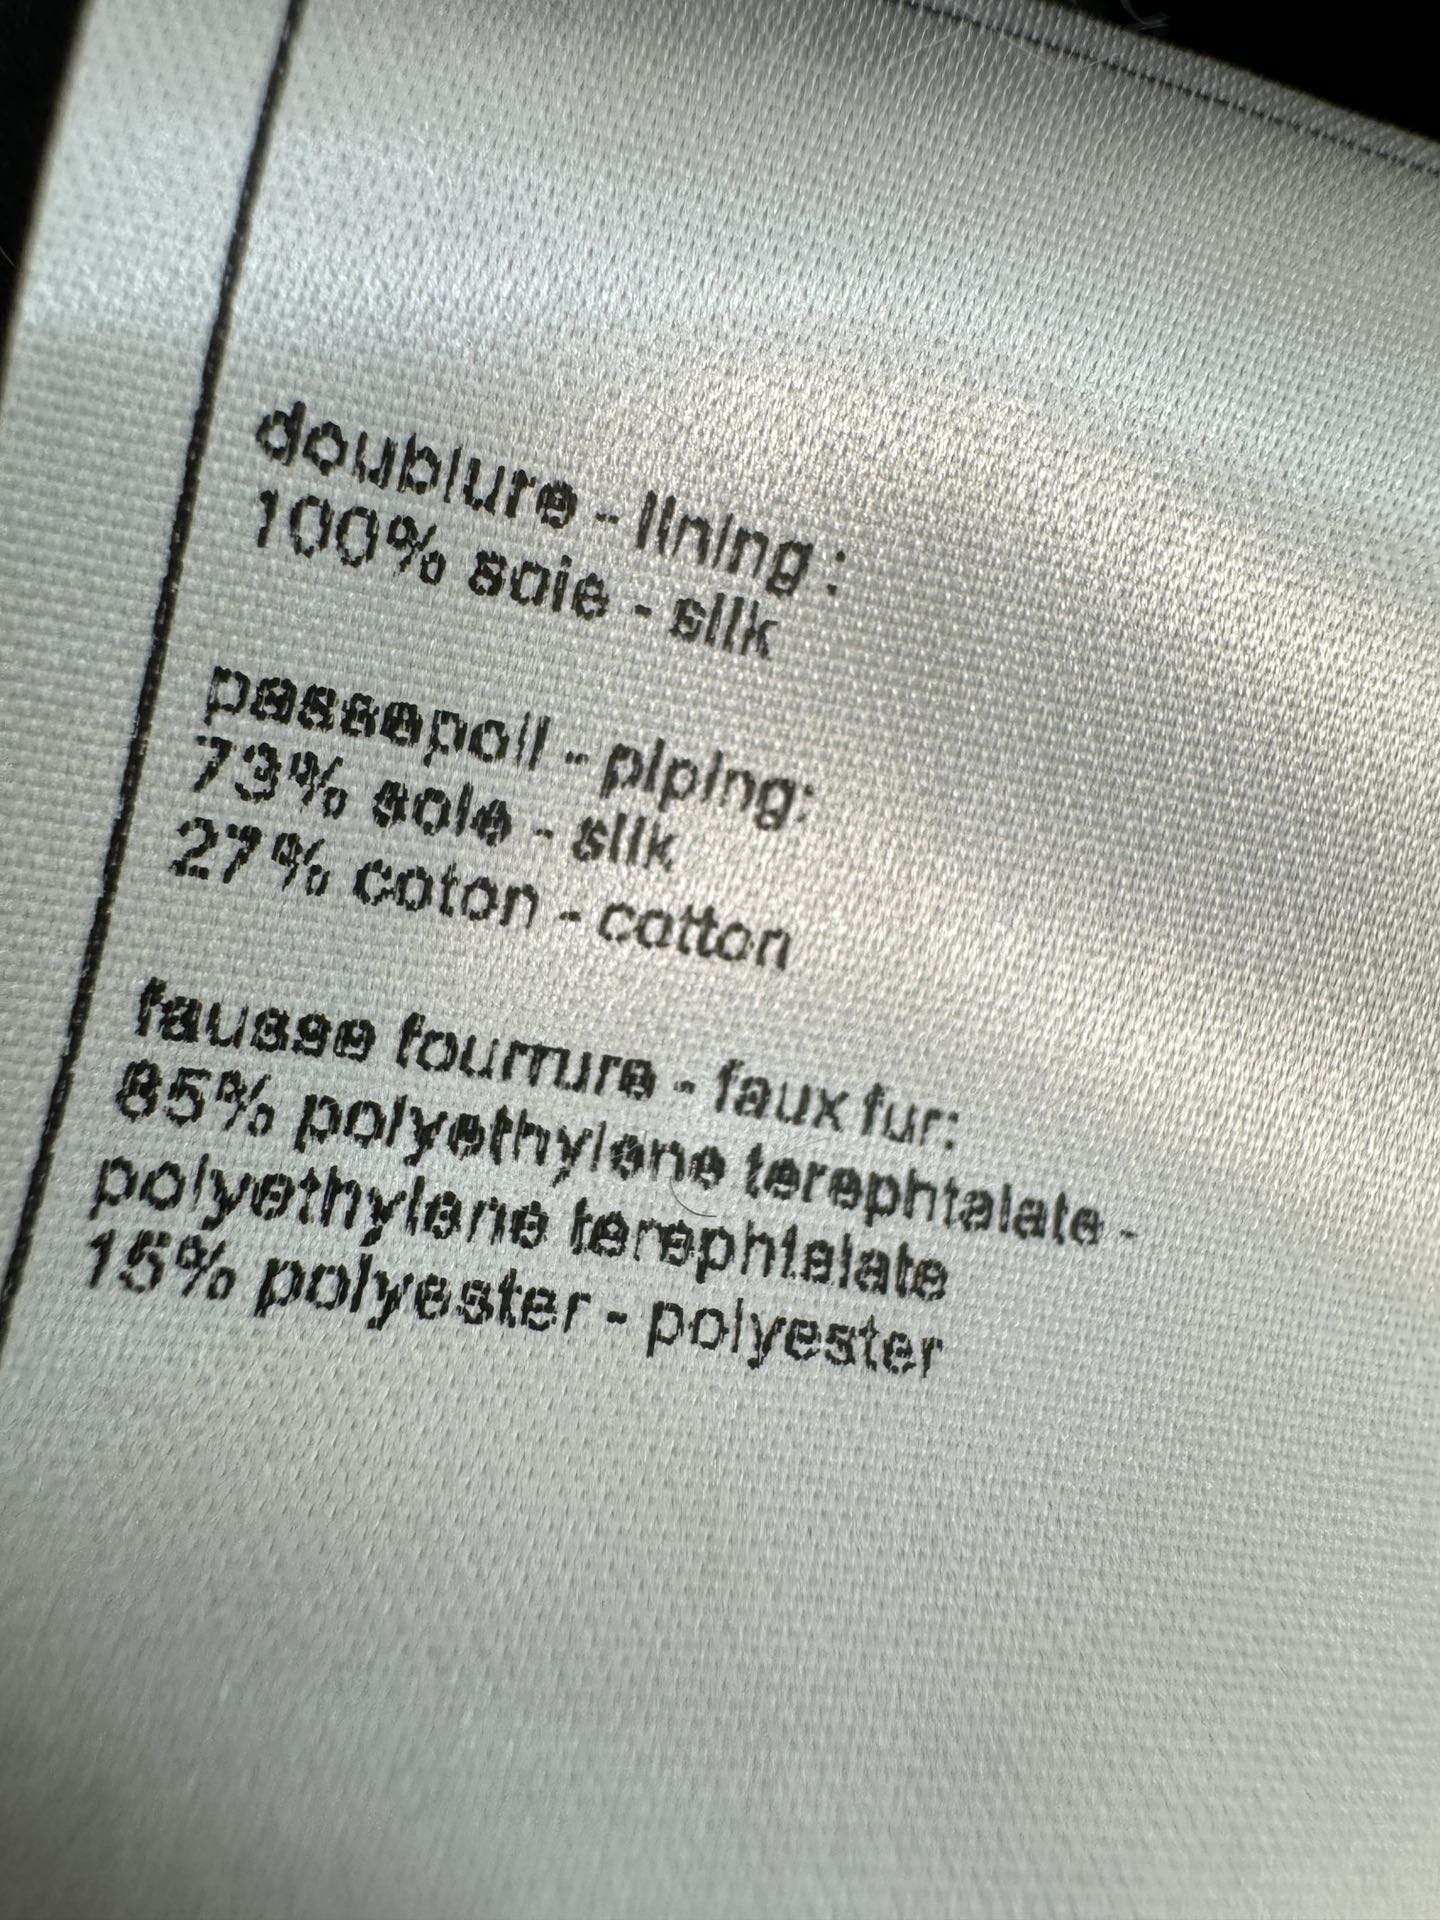 doublure - lining :
100% soie - silk
passepoil - piping:
73% soie - silk
27% coton - cotton
fausse fourrure - faux fur:
85% polyethylene terephtalate -
polyethylene terephtalate
15% polyester - polyester